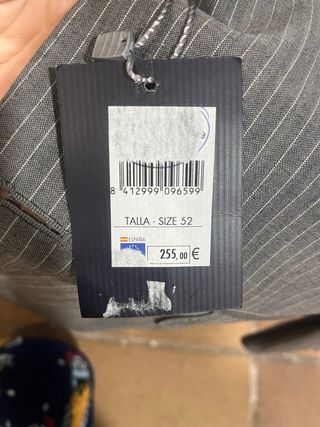 8 412999 096599
TALLA - SIZE 52
ESPAÑA
255,00 €